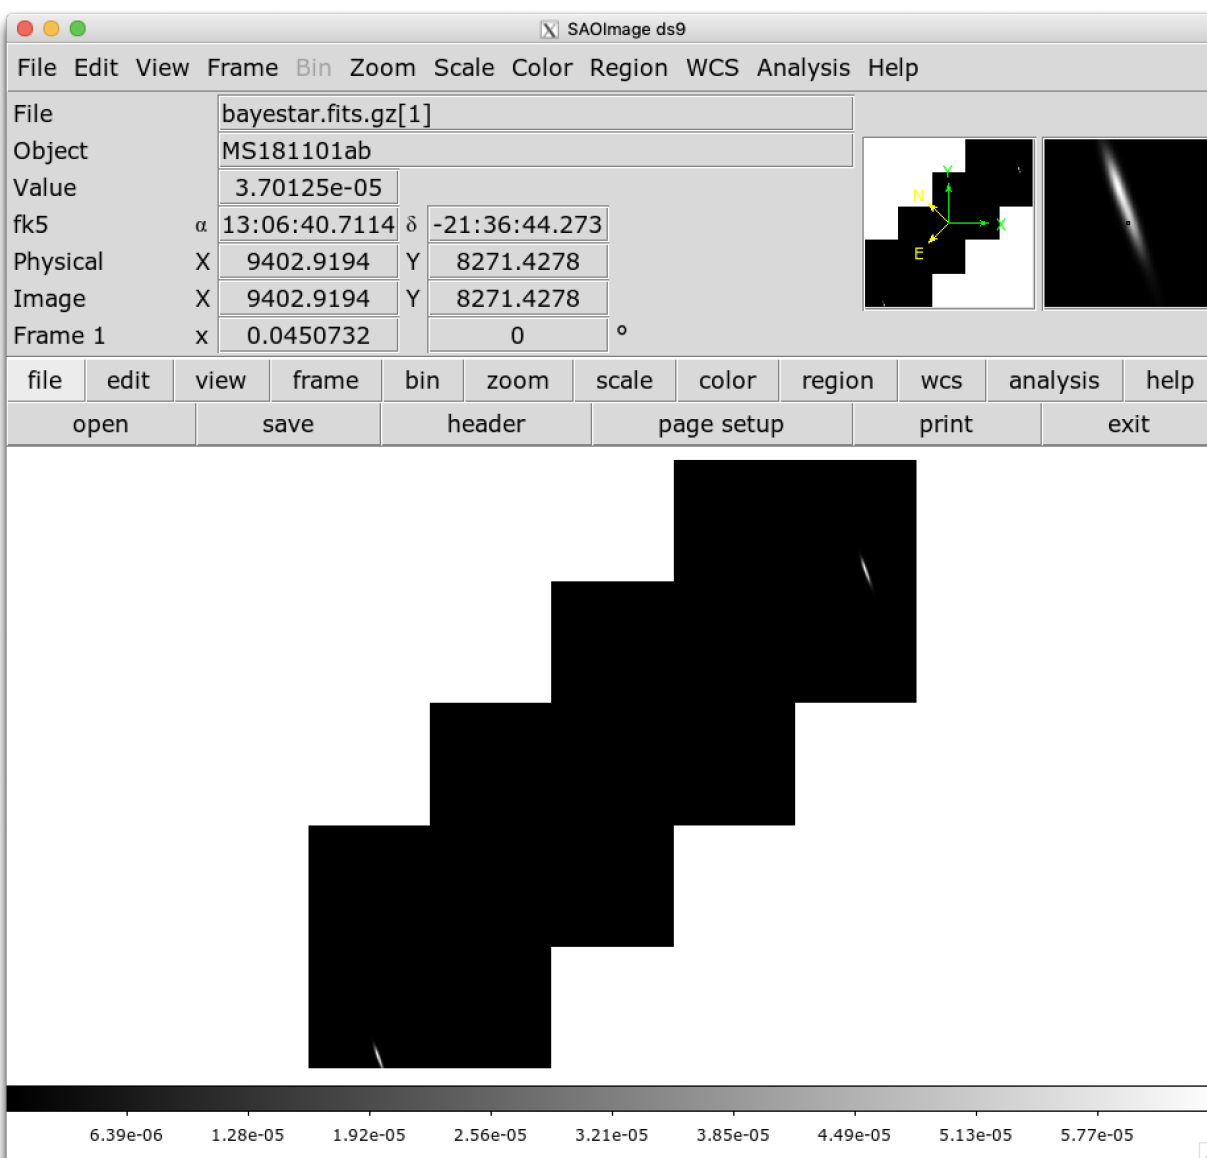 SAOImage ds9
File Edit View Frame Bin Zoom Scale Color Region WCS Analysis Help
File bayestar.fits.gz[1]
Object MS181101ab
Value 3.70125e-05
fk5 α 13:06:40.7114 δ -21:36:44.273
Physical X 9402.9194 Y 8271.4278
Image X 9402.9194 Y 8271.4278
Frame 1 x 0.0450732 0 °
Y
N
X
E
file edit view frame bin zoom scale color region wcs analysis help
open save header page setup print exit
6.39e-06 1.28e-05 1.92e-05 2.56e-05 3.21e-05 3.85e-05 4.49e-05 5.13e-05 5.77e-05